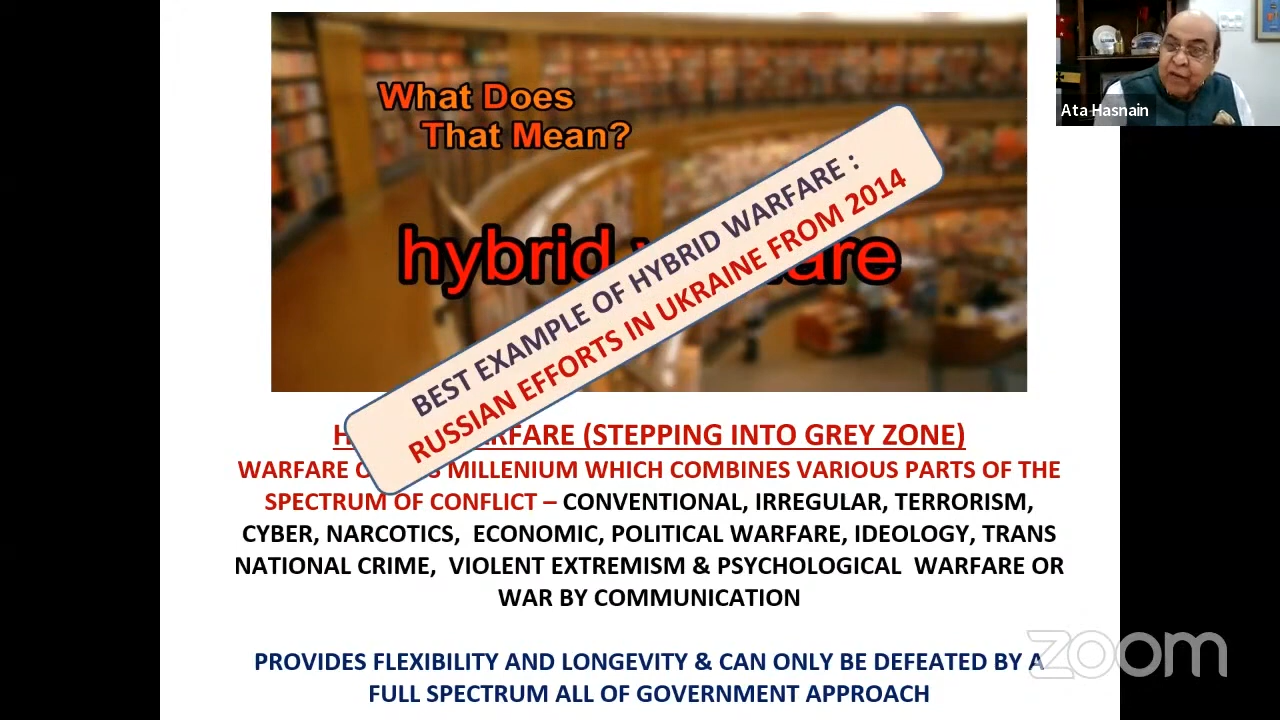 What Does
That Mean?
Ata Hasnain
hybrid
BEST EXAMPLE OF HYBRID WARFARE :
RUSSIAN EFFORTS IN UKRAINE FROM 2014
(STEPPING INTO GREY ZONE)
WARFARE MILLENIUM WHICH COMBINES VARIOUS PARTS OF THE
SPECTRUM OF CONFLICT – CONVENTIONAL, IRREGULAR, TERRORISM,
CYBER, NARCOTICS, ECONOMIC, POLITICAL WARFARE, IDEOLOGY, TRANS
NATIONAL CRIME, VIOLENT EXTREMISM & PSYCHOLOGICAL WARFARE OR
WAR BY COMMUNICATION
PROVIDES FLEXIBILITY AND LONGEVITY & CAN ONLY BE DEFEATED BY A
FULL SPECTRUM ALL OF GOVERNMENT APPROACH
zoom